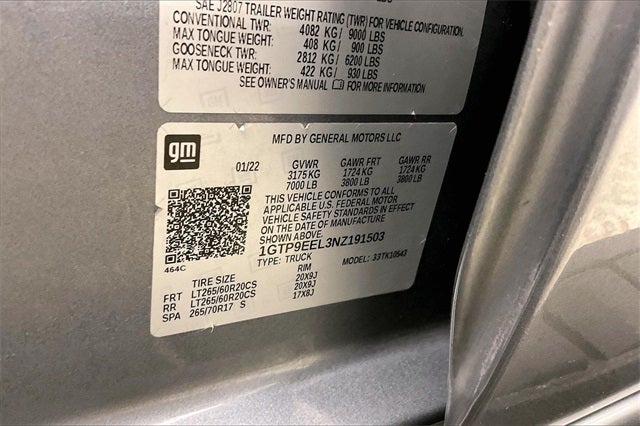 LBS
SAE J2807 TRAILER WEIGHT RATING (TWR) FOR VEHICLE CONFIGURATION.
CONVENTIONAL TWR: 4082 KG/ 9000 LBS
MAX TONGUE WEIGHT: 408 KG/ 900 LBS
GOOSENECK TWR: 2812 KG/ 6200 LBS
MAX TONGUE WEIGHT: 422 KG/ 930 LBS
SEE OWNER'S MANUAL FOR MORE INFORMATION
gm
MFD BY GENERAL MOTORS LLC
01/22 GVWR GAWR FRT GAWR RR
3175 KG 1724 KG 1724 KG
7000 LB 3800 LB 3800 LB
THIS VEHICLE CONFORMS TO ALL
APPLICABLE U.S. FEDERAL MOTOR
VEHICLE SAFETY STANDARDS IN EFFECT
ON THE DATE OF MANUFACTURE
1GTP9EEL3NZ191503
TYPE: TRUCK MODEL: 33TK10543
464C
TIRE SIZE RIM
FRT LT265/60R20CS 20X9J
RR LT265/60R20CS 20X9J
SPA 265/70R17 S 17X8J